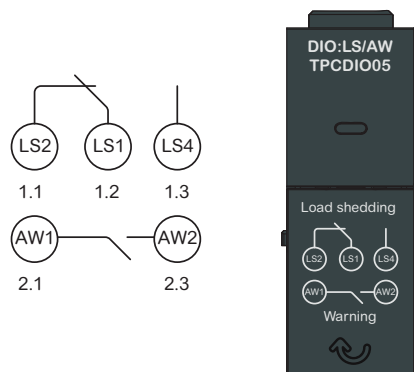 LS2 LS1 LS4
1.1 1.2 1.3
AW1 AW2
2.1 2.3
DIO:LS/AW
TPCDIO05
Load shedding
LS2 LS1 LS4
AW1 AW2
Warning